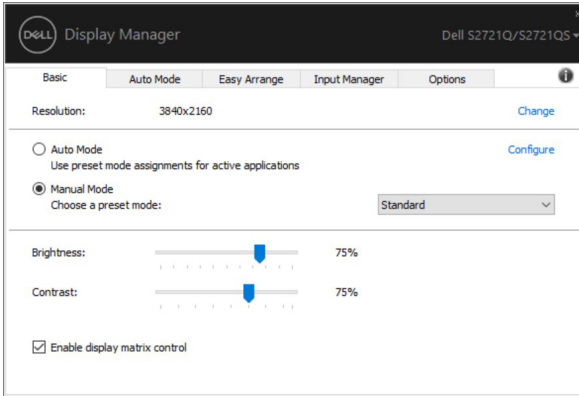 DELL Display Manager
Dell S2721Q/S2721QS
Basic Auto Mode Easy Arrange Input Manager Options
Resolution: 3840x2160 Change
Auto Mode Configure
Use preset mode assignments for active applications
Manual Mode
Choose a preset mode: Standard
Brightness: 75%
Contrast: 75%
Enable display matrix control